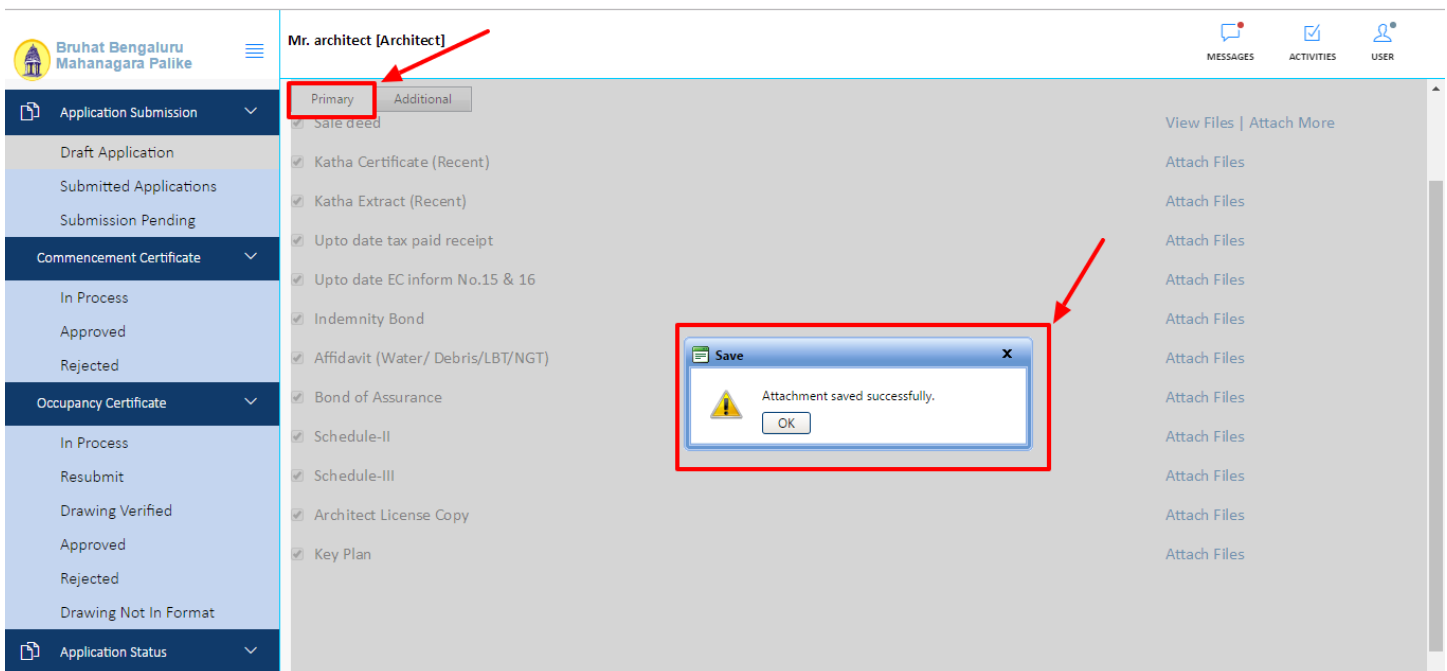 Bruhat Bengaluru
Mahanagara Palike
Mr. architect [Architect]
MESSAGES
ACTIVITIES
USER
Application Submission
Draft Application
Submitted Applications
Submission Pending
Commencement Certificate
In Process
Approved
Rejected
Occupancy Certificate
In Process
Resubmit
Drawing Verified
Approved
Rejected
Drawing Not In Format
Application Status
Primary
Additional
Sale deed
View Files | Attach More
Katha Certificate (Recent)
Attach Files
Katha Extract (Recent)
Attach Files
Upto date tax paid receipt
Attach Files
Upto date EC inform No.15 & 16
Attach Files
Indemnity Bond
Attach Files
Affidavit (Water/ Debris/LBT/NGT)
Attach Files
Bond of Assurance
Attach Files
Schedule-II
Attach Files
Schedule-III
Attach Files
Architect License Copy
Attach Files
Key Plan
Attach Files
Save
x
Attachment saved successfully.
OK